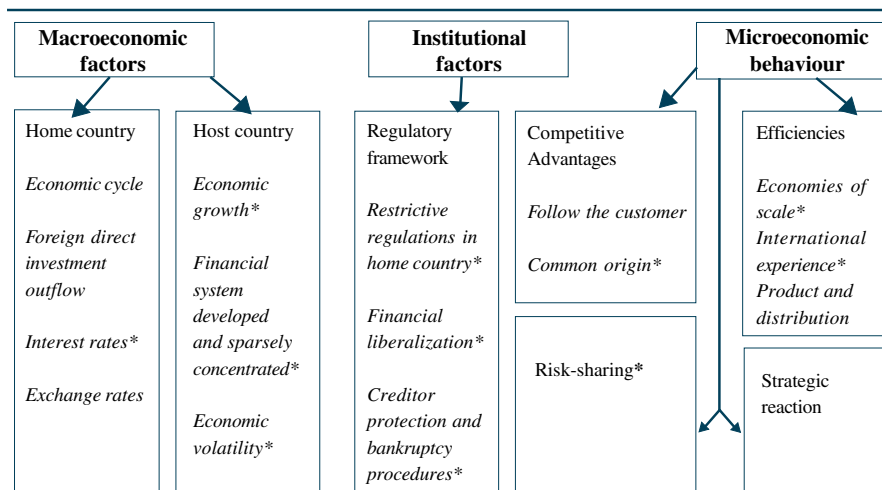 Macroeconomic
factors
Institutional
factors
Microeconomic
behaviour
Home country
Economic cycle
Foreign direct
investment
outflow
Interest rates*
Exchange rates
Host country
Economic
growth*
Financial
system
developed
and sparsely
concentrated*
Economic
volatility*
Regulatory
framework
Restrictive
regulations in
home country*
Financial
liberalization*
Creditor
protection and
bankruptcy
procedures*
Competitive
Advantages
Follow the customer
Common origin*
Risk-sharing*
Efficiencies
Economies of
scale*
International
experience*
Product and
distribution
Strategic
reaction